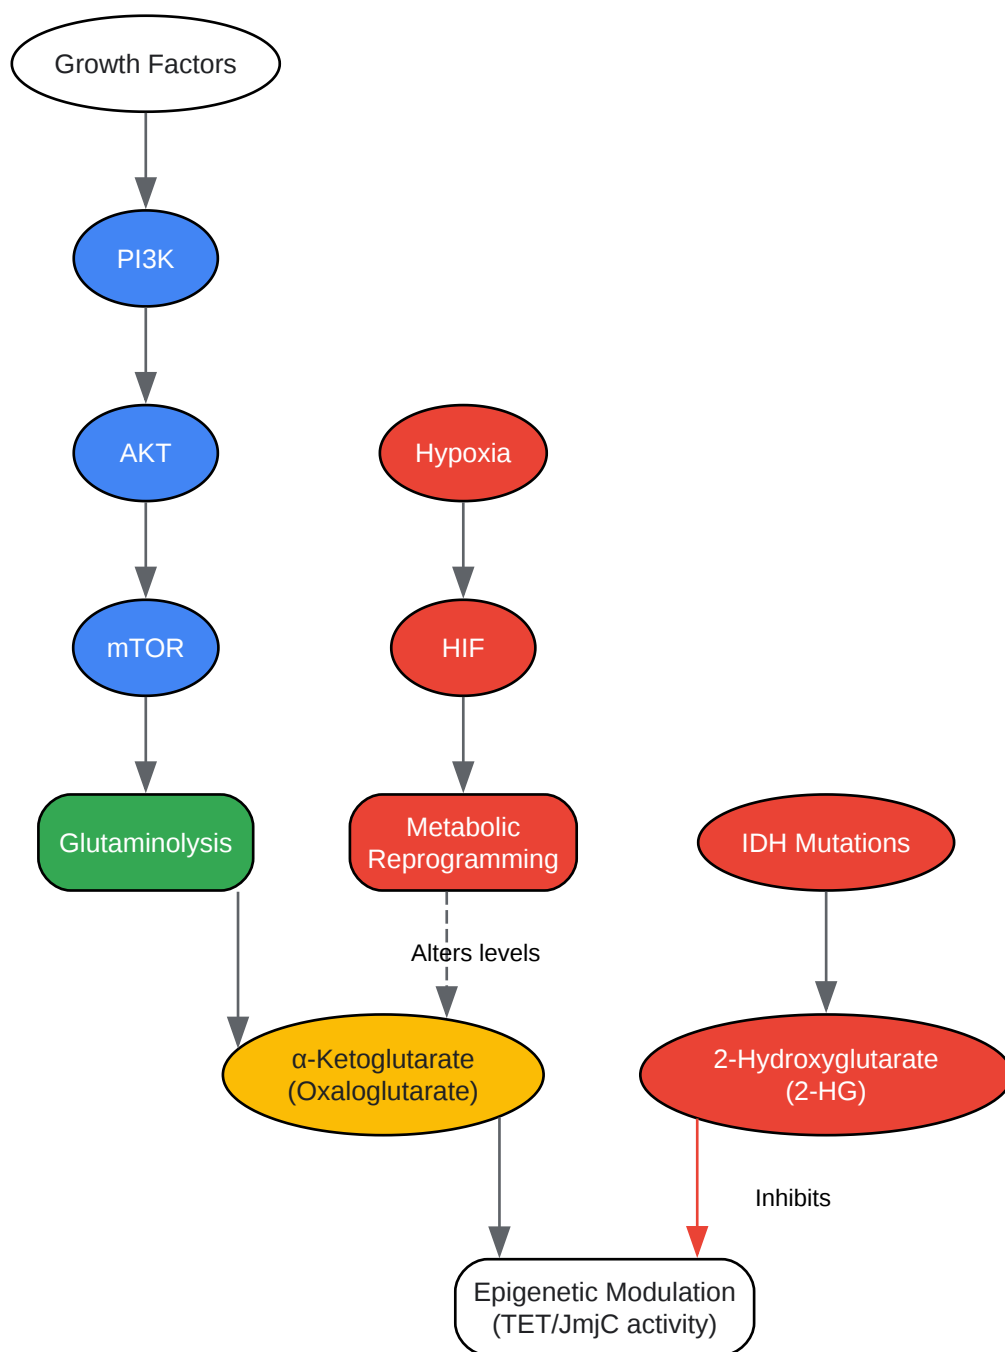 Growth Factors
PI3K
AKT
Hypoxia
mTOR
HIF
Glutaminolysis
Metabolic
Reprogramming
IDH Mutations
Alters levels
α-Ketoglutarate
(Oxaloglutarate)
2-Hydroxyglutarate
(2-HG)
Inhibits
Epigenetic Modulation
(TET/JmjC activity)